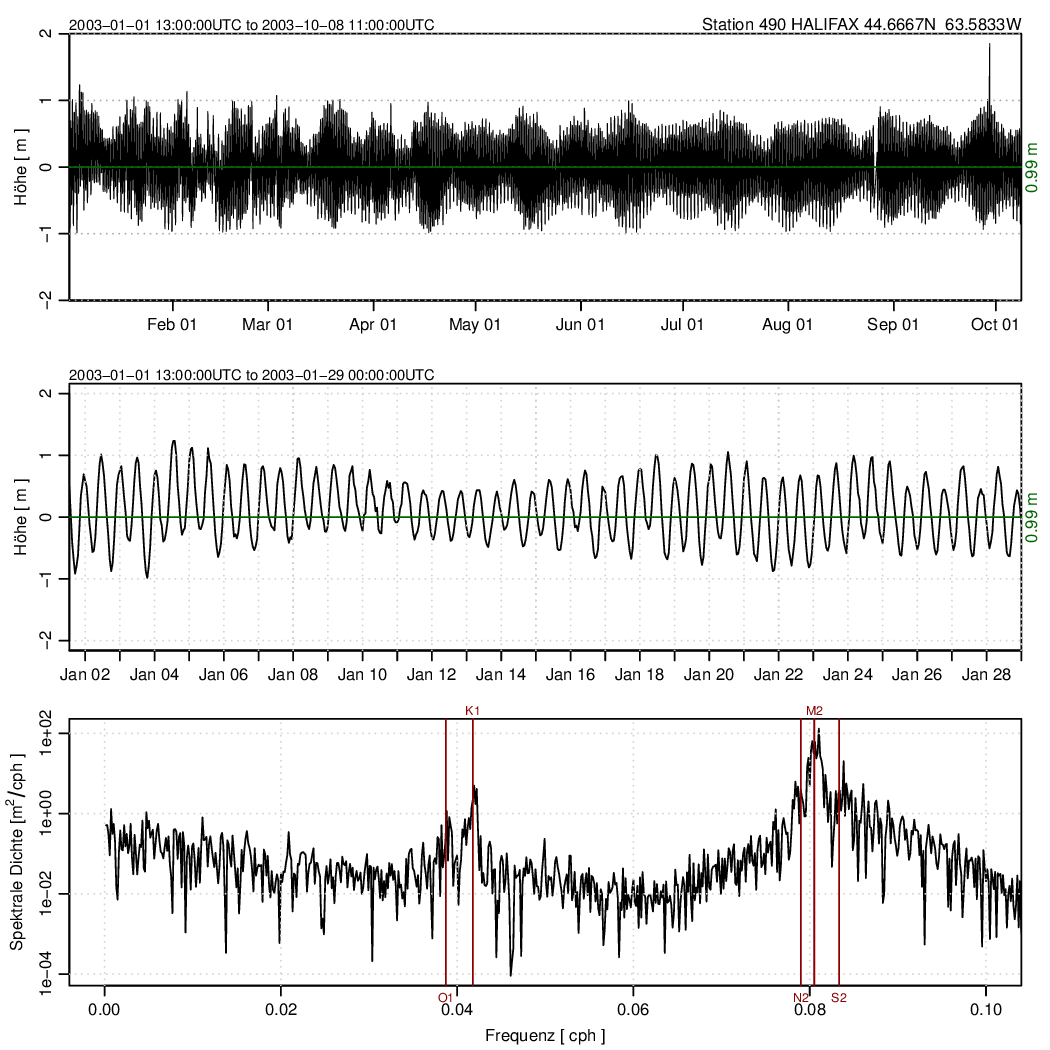 2003−01−01 13:00:00UTC to 2003−10−08 11:00:00UTC
Station 490 HALIFAX 44.6667N 63.5833W
Höhe [ m ]
2
1
0
−1
−2
0.99 m
Feb 01 Mar 01 Apr 01 May 01 Jun 01 Jul 01 Aug 01 Sep 01 Oct 01
2003−01−01 13:00:00UTC to 2003−01−29 00:00:00UTC
Höhe [ m ]
2
1
0
−1
−2
0.99 m
Jan 02 Jan 04 Jan 06 Jan 08 Jan 10 Jan 12 Jan 14 Jan 16 Jan 18 Jan 20 Jan 22 Jan 24 Jan 26 Jan 28
K1 M2
Spektrale Dichte [m²/cph ]
1e+02
1e+00
1e−02
1e−04
O1 N2 S2
0.00 0.02 0.04 0.06 0.08 0.10
Frequenz [ cph ]